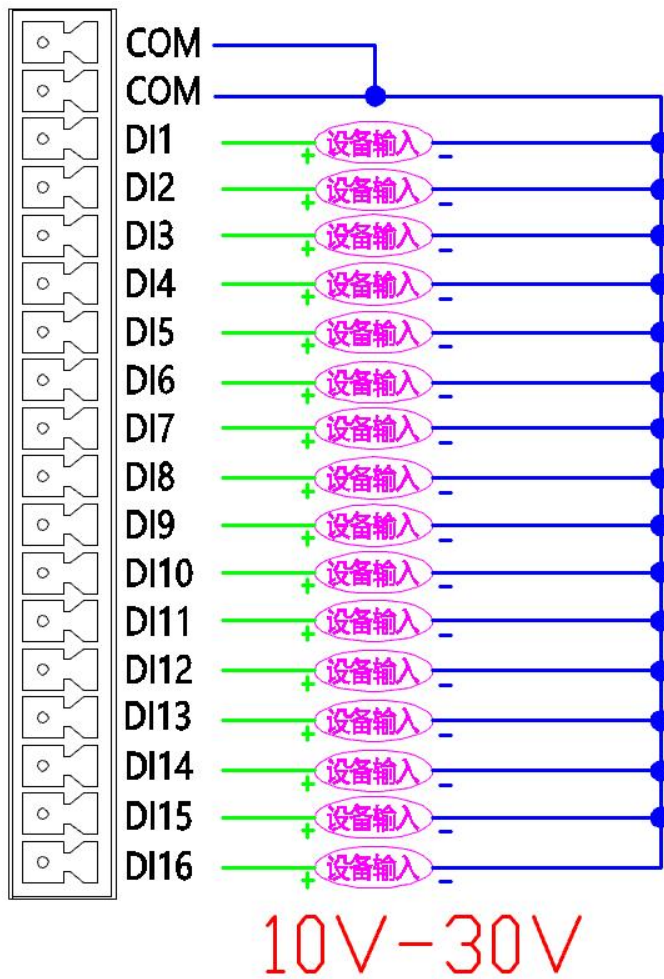 COM
COM
DI1 + 设备输入 -
DI2 + 设备输入 -
DI3 + 设备输入 -
DI4 + 设备输入 -
DI5 + 设备输入 -
DI6 + 设备输入 -
DI7 + 设备输入 -
DI8 + 设备输入 -
DI9 + 设备输入 -
DI10 + 设备输入 -
DI11 + 设备输入 -
DI12 + 设备输入 -
DI13 + 设备输入 -
DI14 + 设备输入 -
DI15 + 设备输入 -
DI16 + 设备输入 -
10V-30V